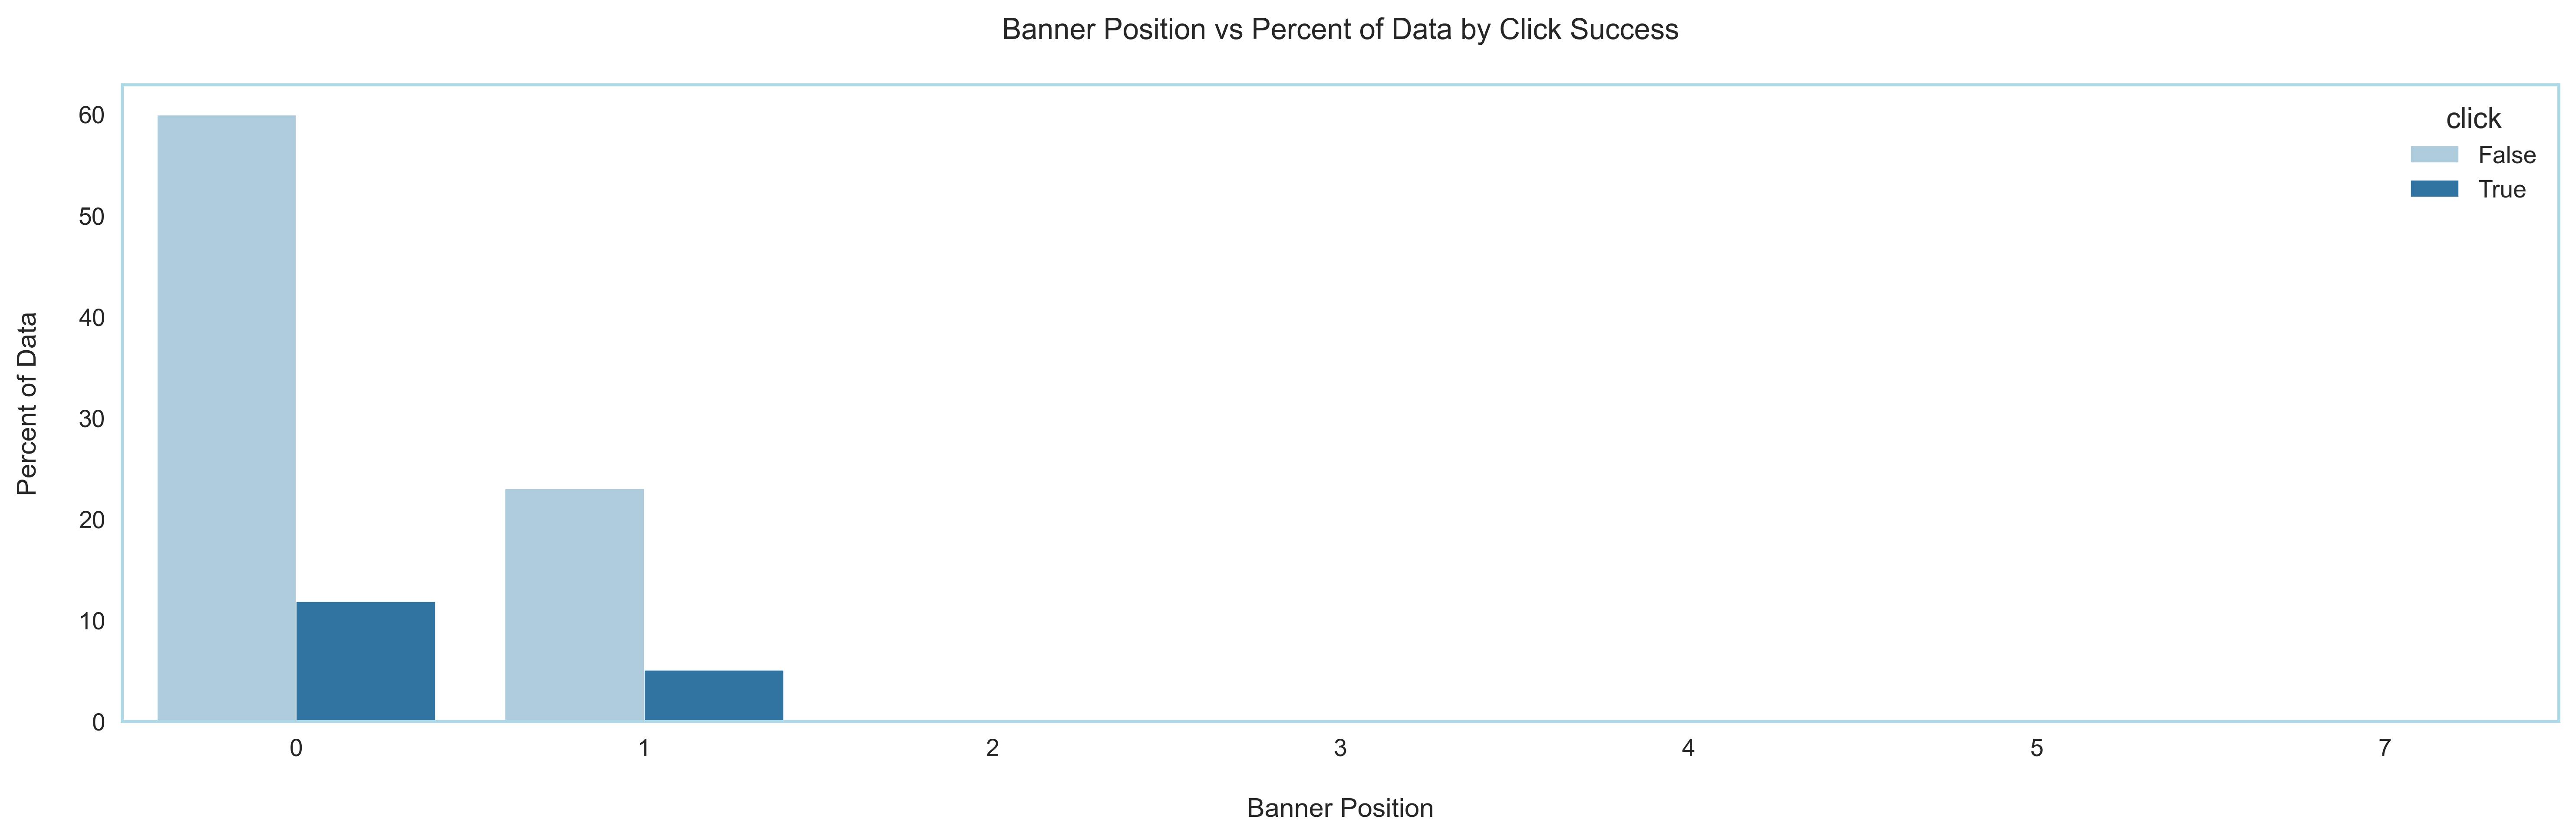 Banner Position vs Percent of Data by Click Success
click
False
True
Percent of Data
60
50
40
30
20
10
0
0 1 2 3 4 5 7
Banner Position